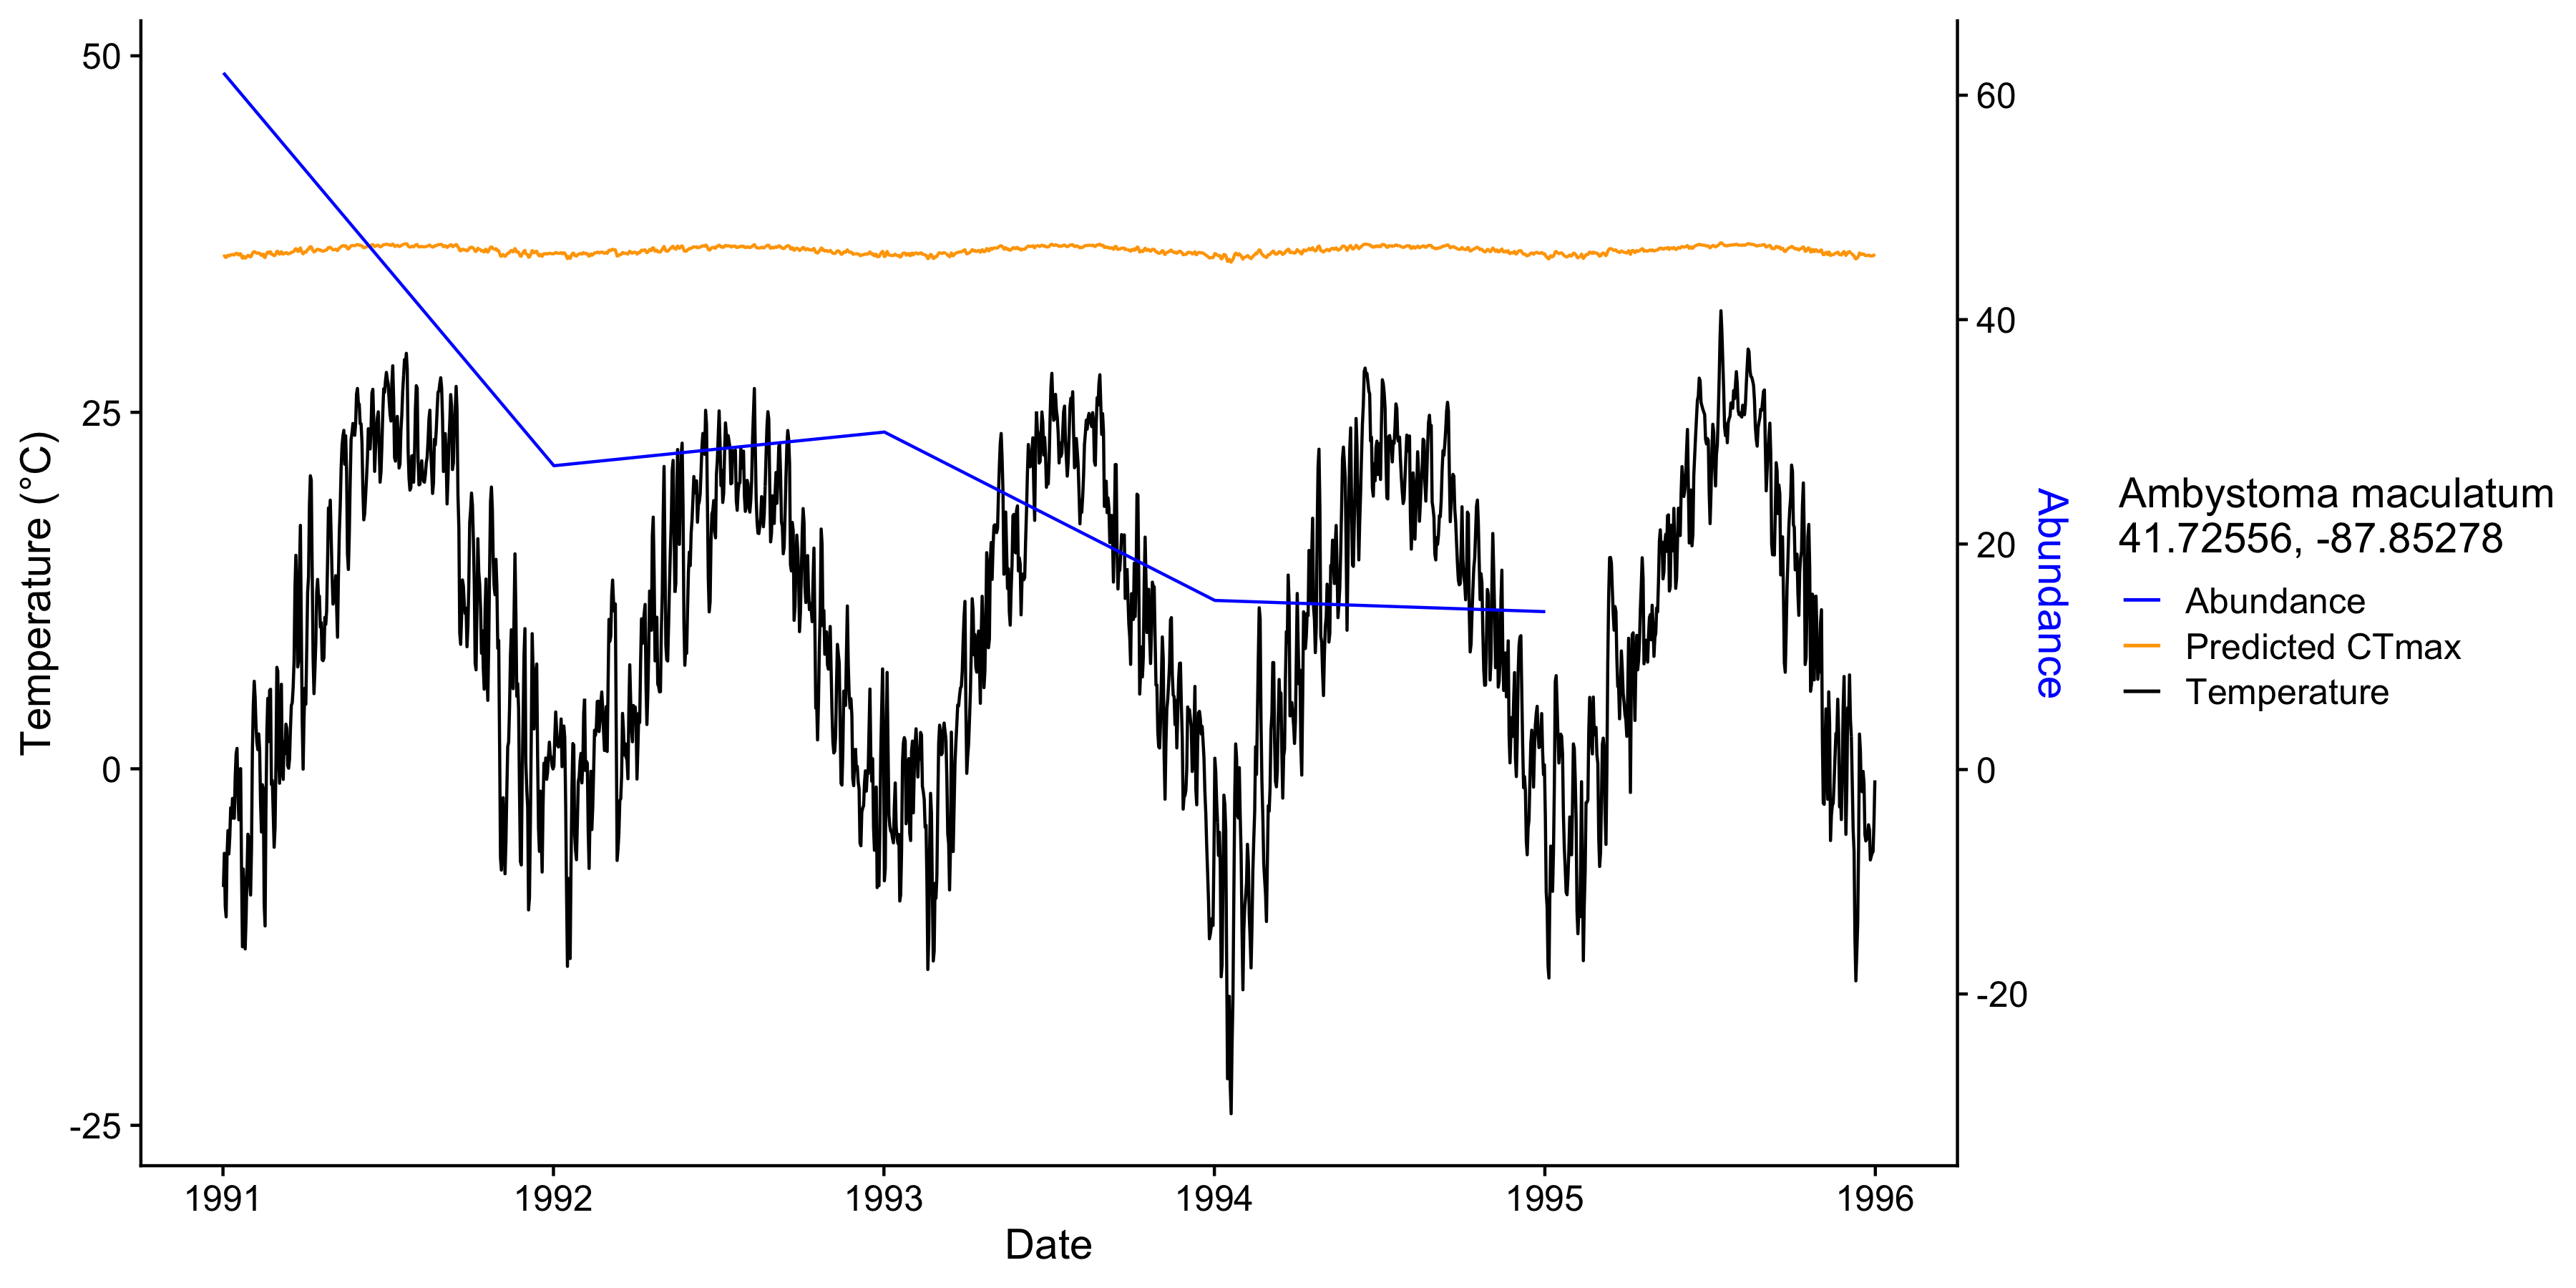 50
25
0
-25
Temperature (°C)
1991
1992
1993
1994
1995
1996
Date
60
40
20
0
-20
Abundance
Ambystoma maculatum
41.72556, -87.85278
Abundance
Predicted CTmax
Temperature